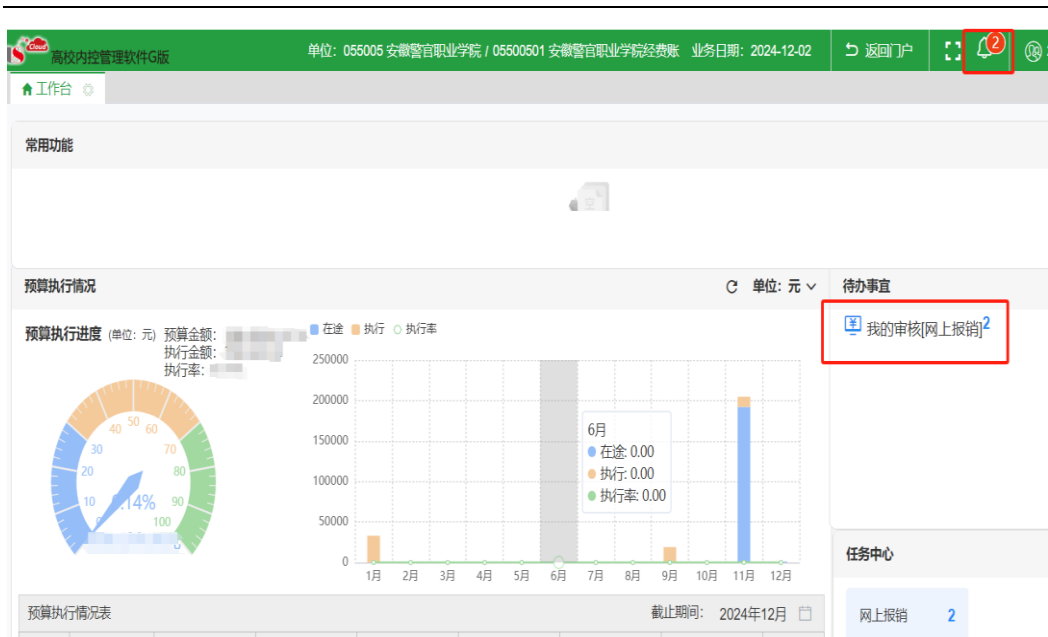 Cloud
高校内控管理软件G版
单位: 055005 安徽警官职业学院 / 05500501 安徽警官职业学院经费账 业务日期: 2024-12-02
返回门户
2
工作台
常用功能
预算执行情况
单位: 元
待办事宜
预算执行进度 (单位: 元)
预算金额:
执行金额:
执行率:
在途 执行 执行率
我的审核[网上报销]2
250000
200000
150000
100000
50000
0
0 10 20 30 40 50 60 70 80 90 100
.14%
6月
在途: 0.00
执行: 0.00
执行率: 0.00
1月 2月 3月 4月 5月 6月 7月 8月 9月 10月 11月 12月
任务中心
网上报销 2
预算执行情况表
截止期间: 2024年12月